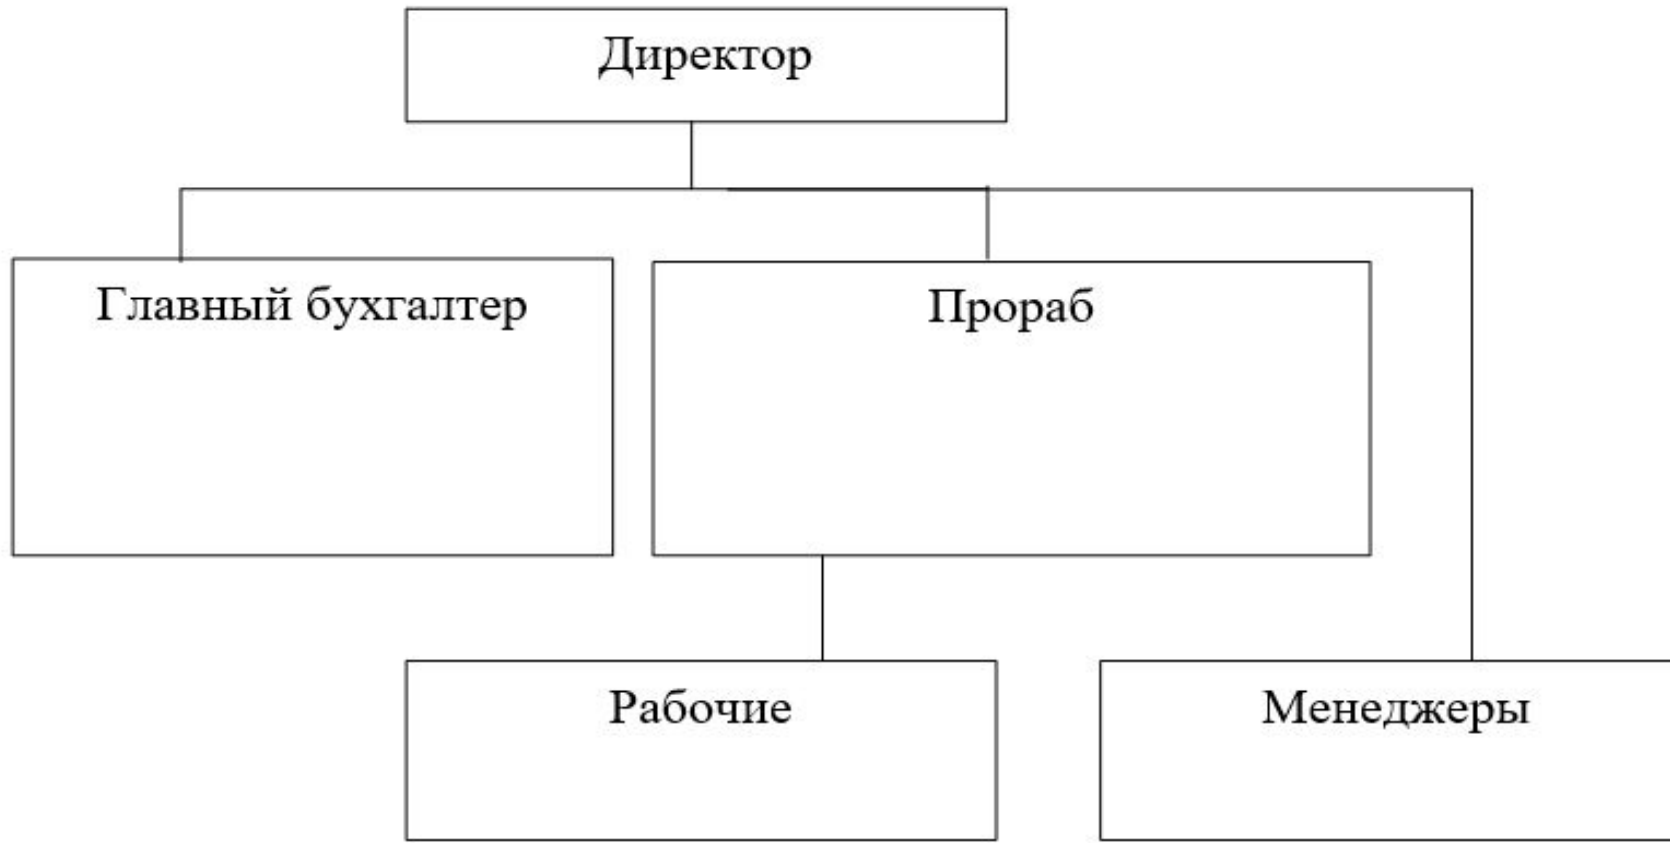 Директор
Главный бухгалтер
Прораб
Рабочие
Менеджеры